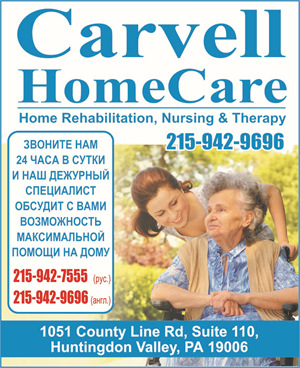 Carvell
HomeCare
Home Rehabilitation, Nursing & Therapy
215-942-9696
ЗВОНИТЕ НАМ
24 ЧАСА В СУТКИ
И НАШ ДЕЖУРНЫЙ
СПЕЦИАЛИСТ
ОБСУДИТ С ВАМИ
ВОЗМОЖНОСТЬ
МАКСИМАЛЬНОЙ
ПОМОЩИ НА ДОМУ
215-942-7555 (рус.)
215-942-9696 (англ.)
1051 County Line Rd, Suite 110,
Huntingdon Valley, PA 19006